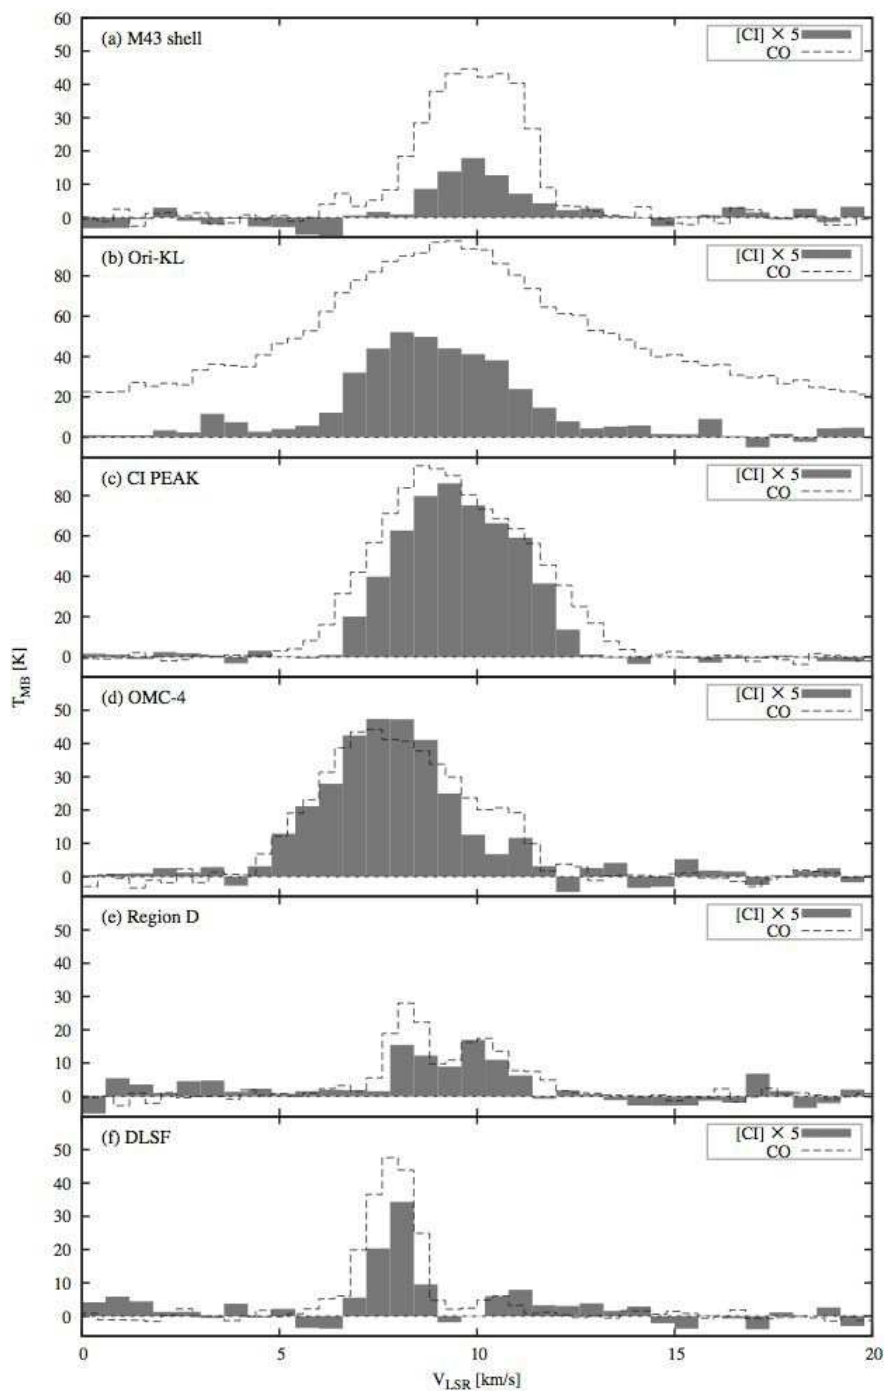 60
50
40
30
20
10
0
(a) M43 shell
[CI] × 5
CO
80
60
40
20
0
(b) Ori-KL
[CI] × 5
CO
80
60
40
20
0
(c) CI PEAK
[CI] × 5
CO
T_MB [K]
50
40
30
20
10
0
(d) OMC-4
[CI] × 5
CO
50
40
30
20
10
0
(e) Region D
[CI] × 5
CO
50
40
30
20
10
0
(f) DLSF
[CI] × 5
CO
0 5 10 15 20
V_LSR [km/s]